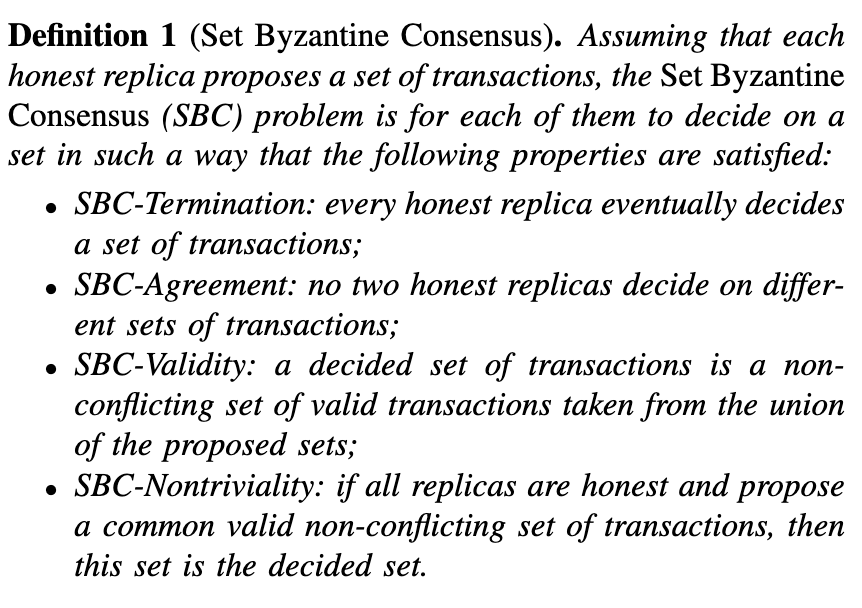 Definition 1 (Set Byzantine Consensus). Assuming that each
honest replica proposes a set of transactions, the Set Byzantine
Consensus (SBC) problem is for each of them to decide on a
set in such a way that the following properties are satisfied:
• SBC-Termination: every honest replica eventually decides
a set of transactions;
• SBC-Agreement: no two honest replicas decide on differ-
ent sets of transactions;
• SBC-Validity: a decided set of transactions is a non-
conflicting set of valid transactions taken from the union
of the proposed sets;
• SBC-Nontriviality: if all replicas are honest and propose
a common valid non-conflicting set of transactions, then
this set is the decided set.